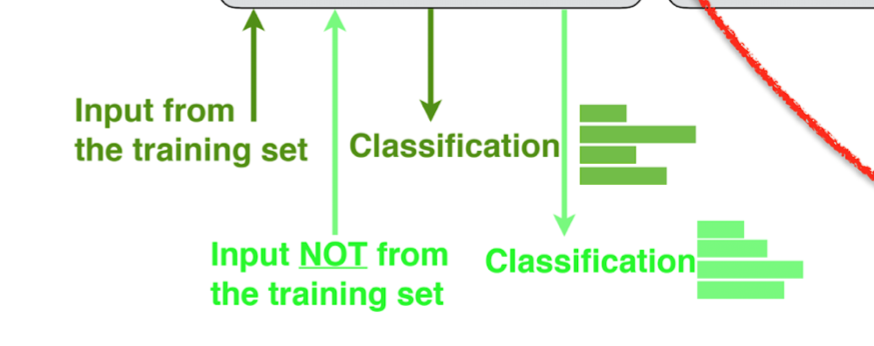 Input from
the training set
Classification
Input NOT from
the training set
Classification